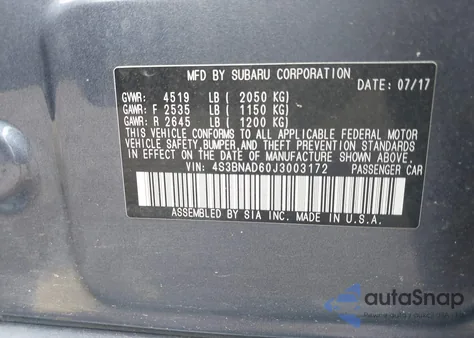 MFD BY SUBARU CORPORATION
DATE: 07/17
GVWR: 4519 LB ( 2050 KG)
GAWR: F 2535 LB ( 1150 KG)
GAWR: R 2645 LB ( 1200 KG)
THIS VEHICLE CONFORMS TO ALL APPLICABLE FEDERAL MOTOR
VEHICLE SAFETY, BUMPER, AND THEFT PREVENTION STANDARDS
IN EFFECT ON THE DATE OF MANUFACTURE SHOWN ABOVE.
VIN: 4S3BNAD60J3003172 PASSENGER CAR
ASSEMBLED BY SIA INC. MADE IN U.S.A.
autoSnap